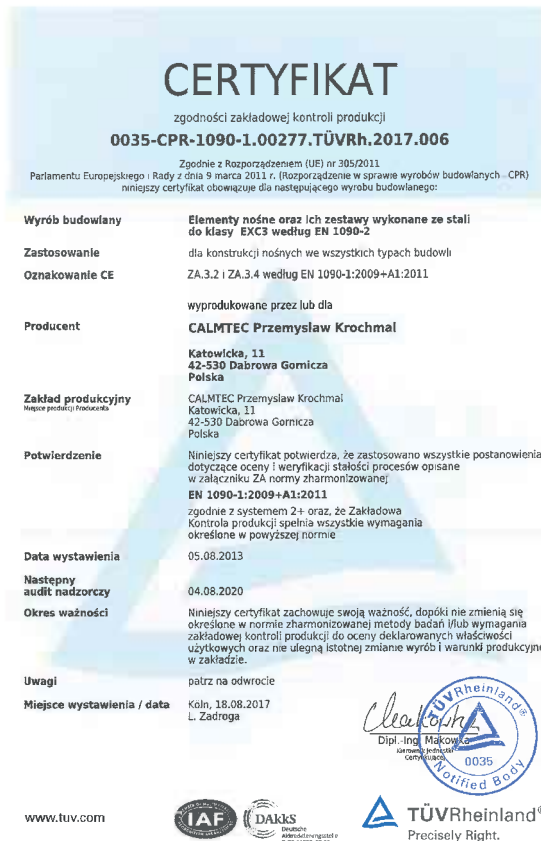 CERTYFIKAT
zgodności zakładowej kontroli produkcji
0035-CPR-1090-1.00277.TÜVRh.2017.006
Zgodnie z Rozporządzeniem (UE) nr 305/2011
Parlamentu Europejskiego i Rady z dnia 9 marca 2011 r. (Rozporządzenie w sprawie wyrobów budowlanych - CPR)
niniejszy certyfikat obowiązuje dla następującego wyrobu budowlanego:
Wyrób budowlany Elementy nośne oraz ich zestawy wykonane ze stali
do klasy EXC3 według EN 1090-2
Zastosowanie dla konstrukcji nośnych we wszystkich typach budowli
Oznakowanie CE ZA.3.2 i ZA.3.4 według EN 1090-1:2009+A1:2011
wyprodukowane przez lub dla
Producent CALMTEC Przemyslaw Krochmal
Katowicka, 11
42-530 Dabrowa Gornicza
Polska
Zakład produkcyjny CALMTEC Przemyslaw Krochmal
Miejsce produkcji Producenta Katowicka, 11
42-530 Dabrowa Gornicza
Polska
Potwierdzenie Niniejszy certyfikat potwierdza, że zastosowano wszystkie postanowienia
dotyczące oceny i weryfikacji stałości procesów opisane
w załączniku ZA normy zharmonizowanej
EN 1090-1:2009+A1:2011
zgodnie z systemem 2+ oraz, że Zakładowa
Kontrola produkcji spełnia wszystkie wymagania
określone w powyższej normie
Data wystawienia 05.08.2013
Następny
audit nadzorczy 04.08.2020
Okres ważności Niniejszy certyfikat zachowuje swoją ważność, dopóki nie zmienią się
określone w normie zharmonizowanej metody badań i/lub wymagania
zakładowej kontroli produkcji do oceny deklarowanych właściwości
użytkowych oraz nie ulegną istotnej zmianie wyrób i warunki produkcyjne
w zakładzie.
Uwagi patrz na odwrocie
Miejsce wystawienia / data Köln, 18.08.2017
L. Zadroga
Dipl.-Ing. Makowka
Kierownik Jednostki
Certyfikującej
TÜVRheinland®
0035
Notified Body
www.tuv.com
IAF
DAkkS
Deutsche
Akkreditierungsstelle
TÜVRheinland®
Precisely Right.